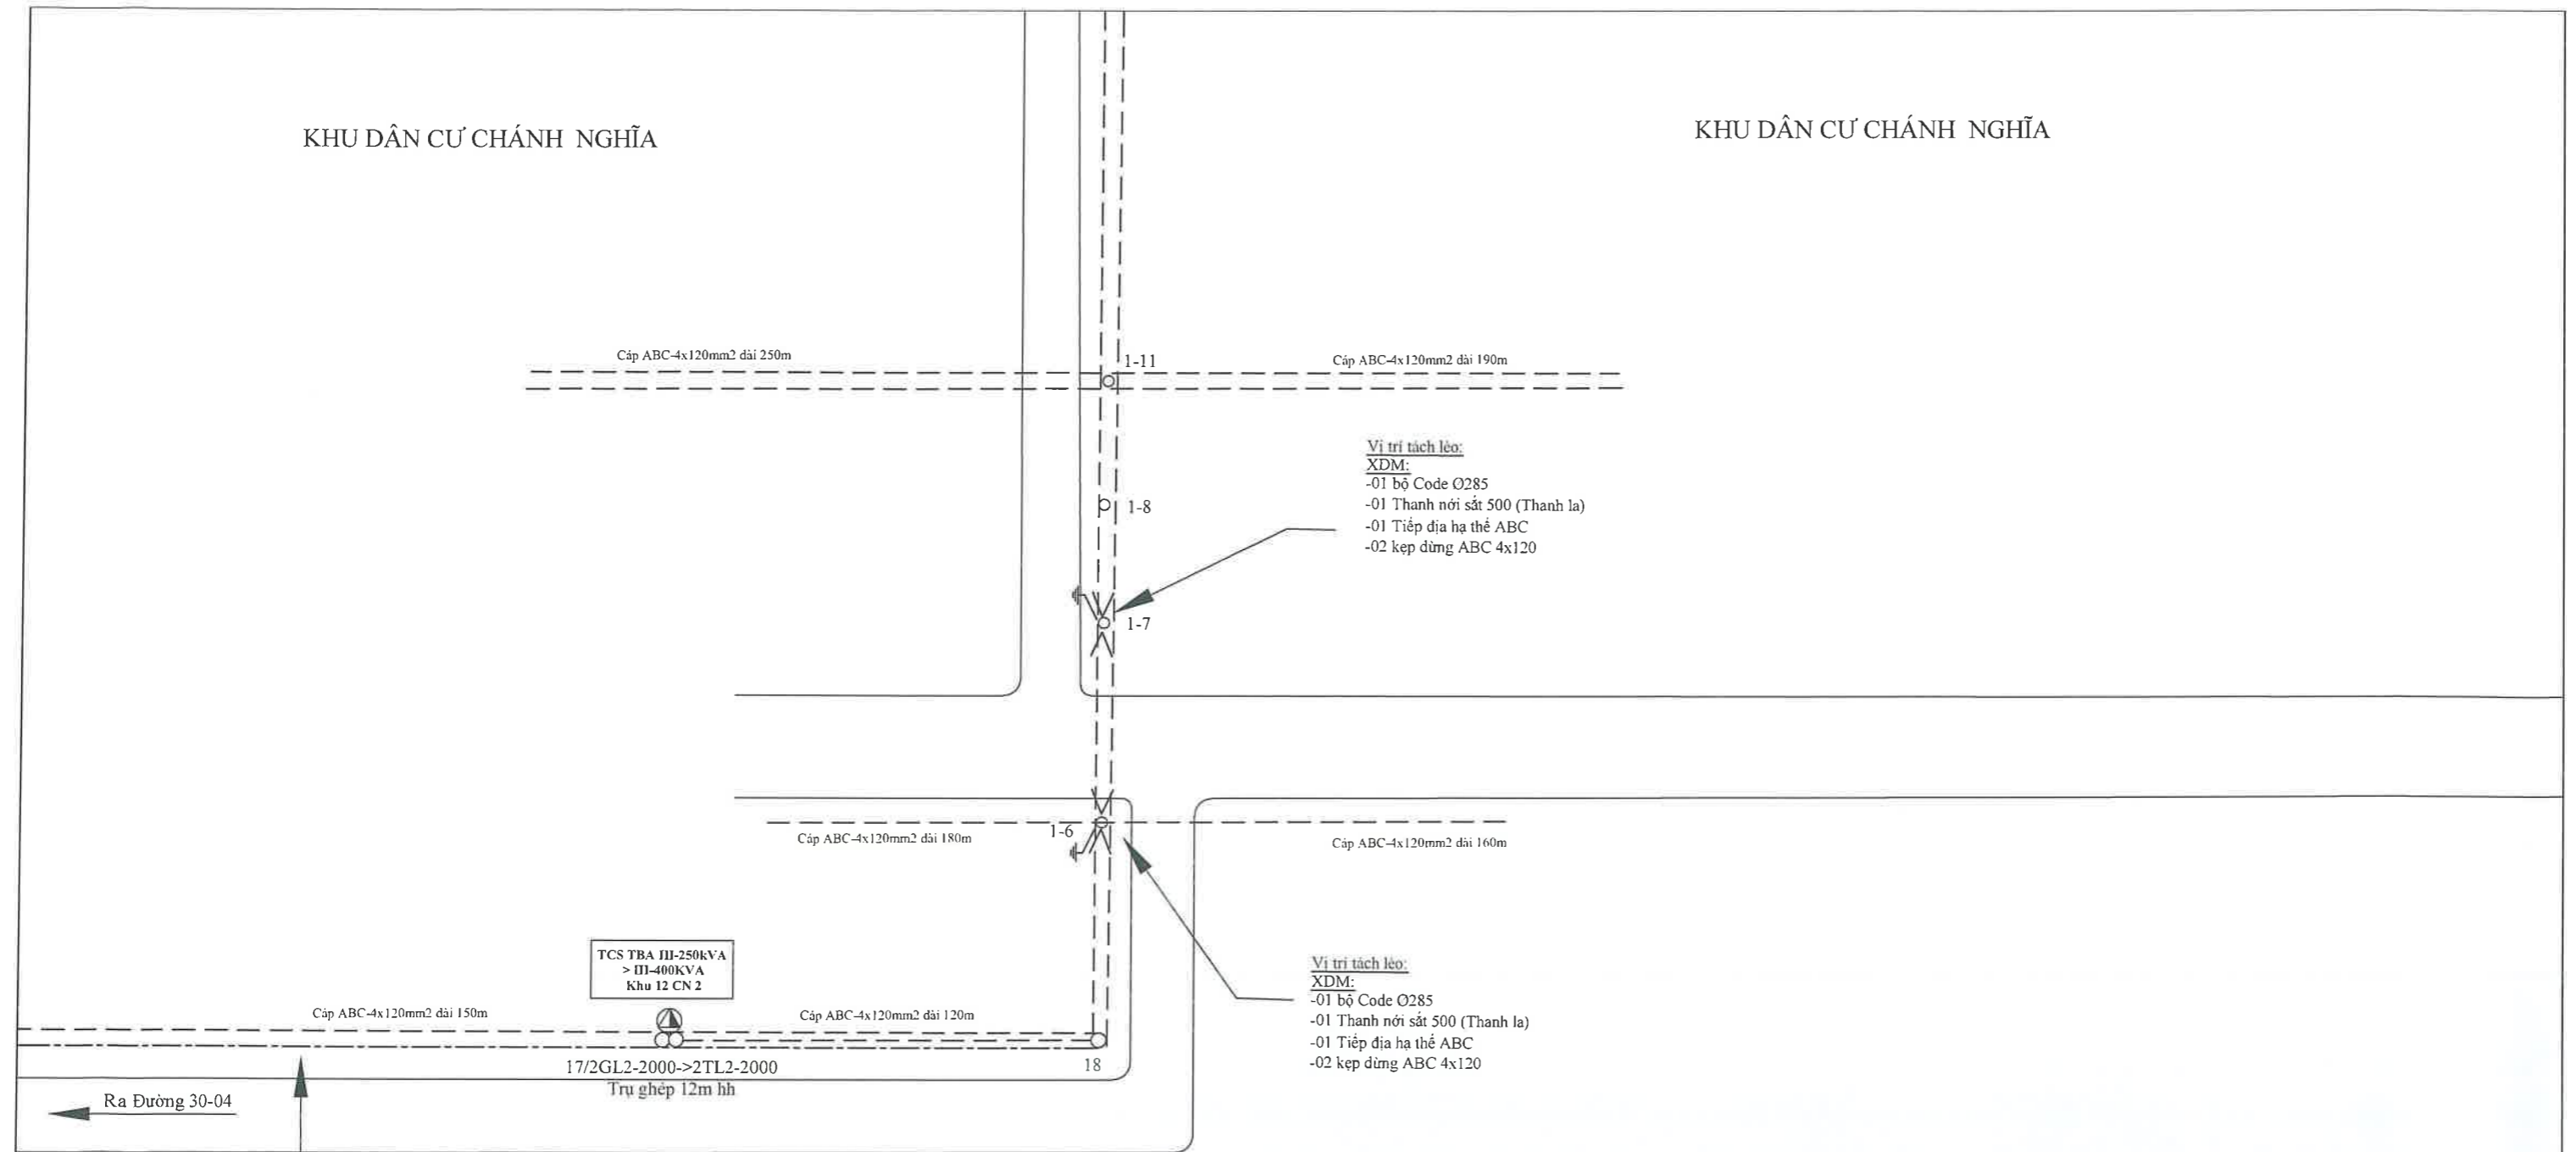 KHU DÂN CƯ CHÁNH NGHĨA
KHU DÂN CƯ CHÁNH NGHĨA
Cáp ABC-4x120mm2 dài 250m
1-11
Cáp ABC-4x120mm2 dài 190m
Vị trí tách lèo:
XDM:
-01 bộ Code Ø285
-01 Thanh nới sắt 500 (Thanh la)
-01 Tiếp địa hạ thế ABC
-02 kẹp dừng ABC 4x120
1-8
1-7
1-6
Cáp ABC-4x120mm2 dài 180m
Cáp ABC-4x120mm2 dài 160m
TCS TBA III-250kVA
> III-400KVA
Khu 12 CN 2
Vị trí tách lèo:
XDM:
-01 bộ Code Ø285
-01 Thanh nới sắt 500 (Thanh la)
-01 Tiếp địa hạ thế ABC
-02 kẹp dừng ABC 4x120
Cáp ABC-4x120mm2 dài 150m
Cáp ABC-4x120mm2 dài 120m
17/2GL2-2000->2TL2-2000
18
Trụ ghép 12m hh
Ra Đường 30-04